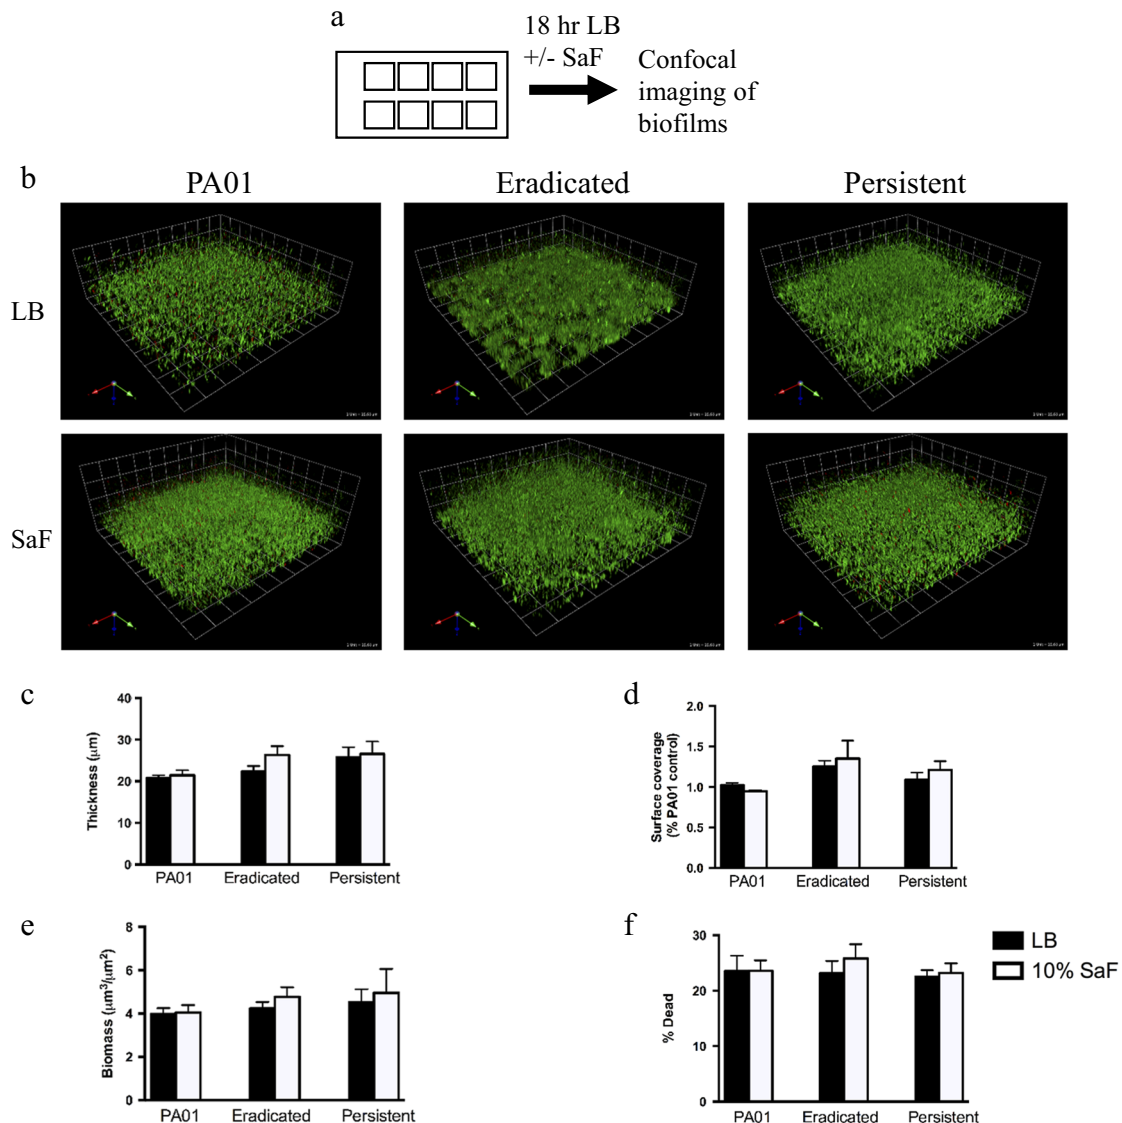 a
18 hr LB
+/- SaF
Confocal
imaging of
biofilms
b
PA01
Eradicated
Persistent
LB
SaF
c
Thickness (μm)
40
30
20
10
0
PA01
Eradicated
Persistent
d
Surface coverage
(% PA01 control)
2.0
1.5
1.0
0.5
0.0
PA01
Eradicated
Persistent
e
Biomass (μm³/μm²)
8
6
4
2
0
PA01
Eradicated
Persistent
f
% Dead
30
20
10
0
PA01
Eradicated
Persistent
LB
10% SaF